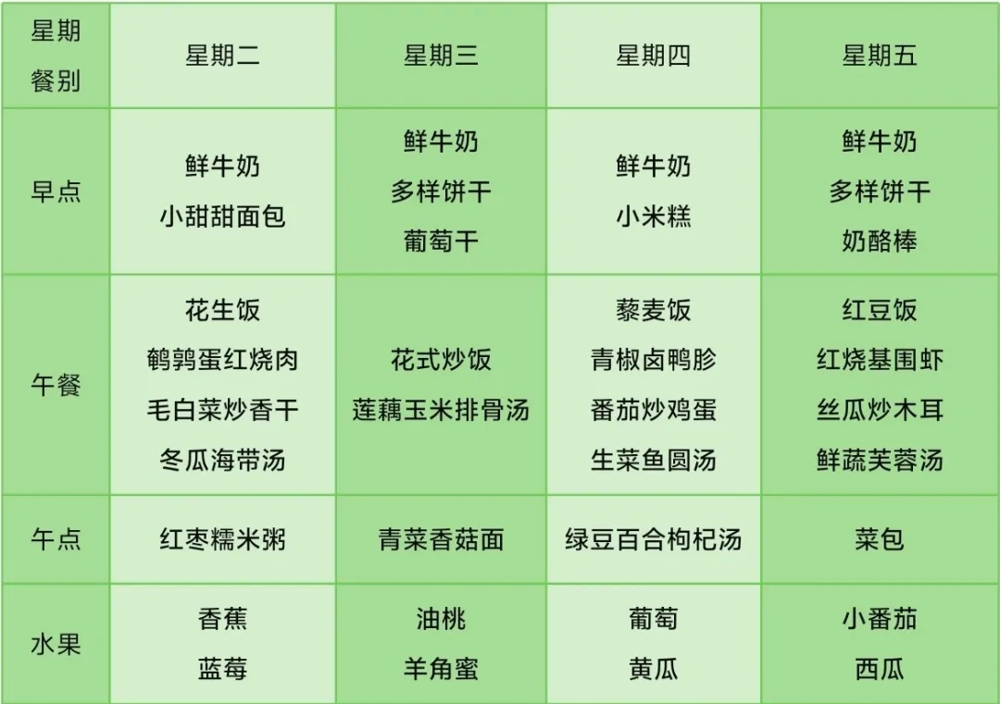 星期
餐别
星期二
星期三
星期四
星期五
早点
鲜牛奶
小甜甜面包
鲜牛奶
多样饼干
葡萄干
鲜牛奶
小米糕
鲜牛奶
多样饼干
奶酪棒
午餐
花生饭
鹌鹑蛋红烧肉
毛白菜炒香干
冬瓜海带汤
花式炒饭
莲藕玉米排骨汤
藜麦饭
青椒卤鸭胗
番茄炒鸡蛋
生菜鱼圆汤
红豆饭
红烧基围虾
丝瓜炒木耳
鲜蔬芙蓉汤
午点
红枣糯米粥
青菜香菇面
绿豆百合枸杞汤
菜包
水果
香蕉
蓝莓
油桃
羊角蜜
葡萄
黄瓜
小番茄
西瓜